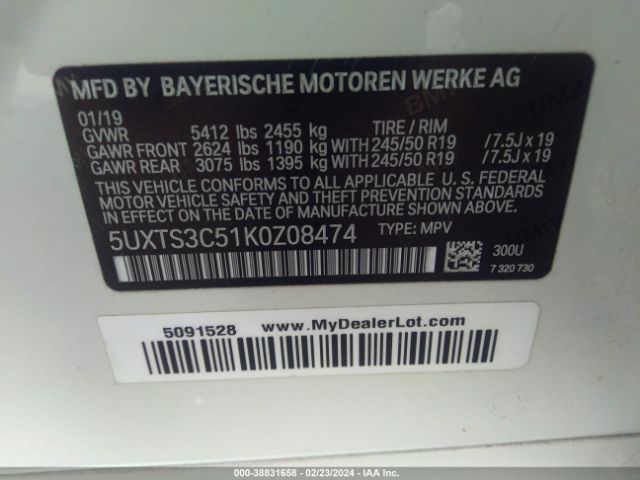 MFD BY BAYERISCHE MOTOREN WERKE AG
01/19
GVWR 5412 lbs 2455 kg TIRE / RIM
GAWR FRONT 2624 lbs 1190 kg WITH 245/50 R19 /7.5J x 19
GAWR REAR 3075 lbs 1395 kg WITH 245/50 R19 /7.5J x 19
THIS VEHICLE CONFORMS TO ALL APPLICABLE U. S. FEDERAL
MOTOR VEHICLE SAFETY, BUMPER, AND THEFT PREVENTION STANDARDS
IN EFFECT ON THE DATE OF MANUFACTURE SHOWN ABOVE.
5UXTS3C51K0Z08474 TYPE: MPV
300U
7 320 730
5091528 www.MyDealerLot.com
000-38831658 - 02/23/2024 - IAA Inc.